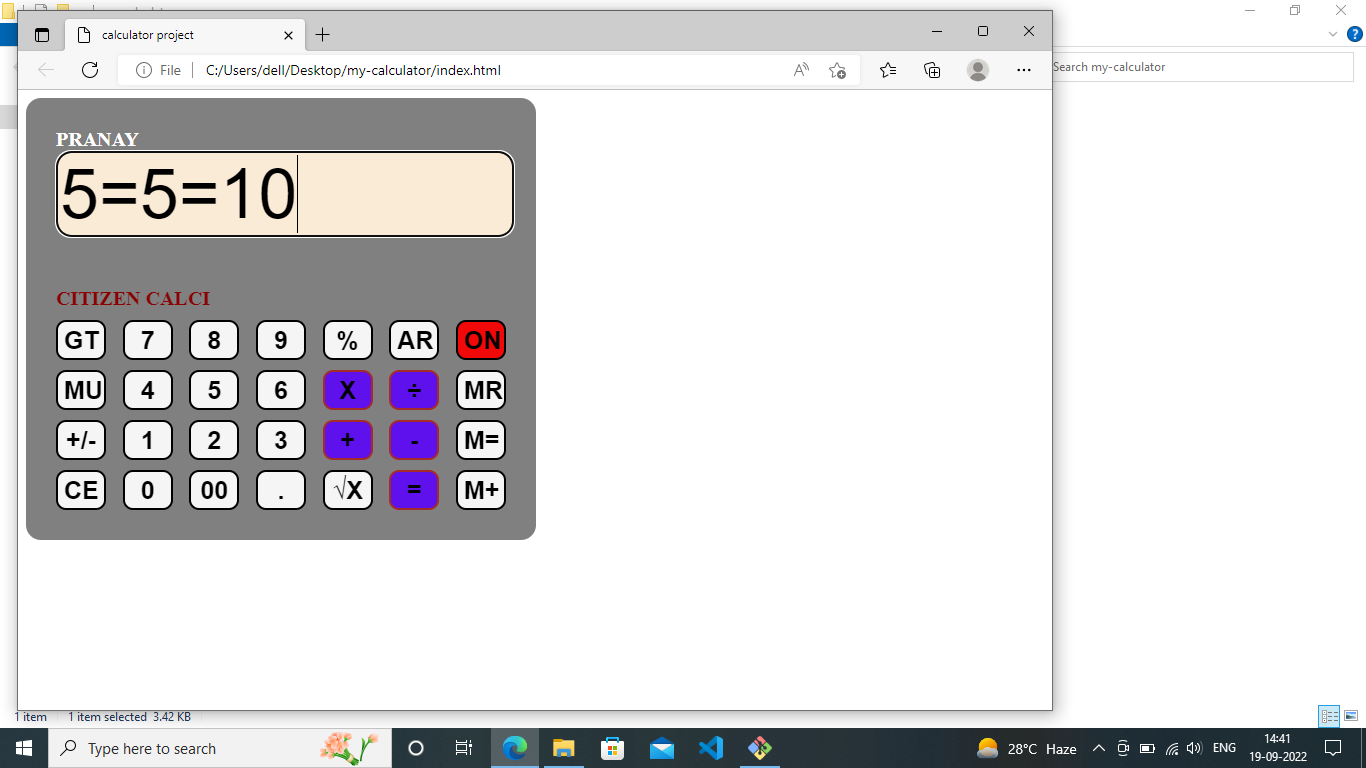 calculator project
File
C:/Users/dell/Desktop/my-calculator/index.html
Search my-calculator
PRANAY
5=5=10
CITIZEN CALCI
GT 7 8 9 % AR ON
MU 4 5 6 X ÷ MR
+/- 1 2 3 + - M=
CE 0 00 . √X = M+
1 item 1 item selected 3.42 KB
Type here to search
28°C Haze
ENG
14:41
19-09-2022